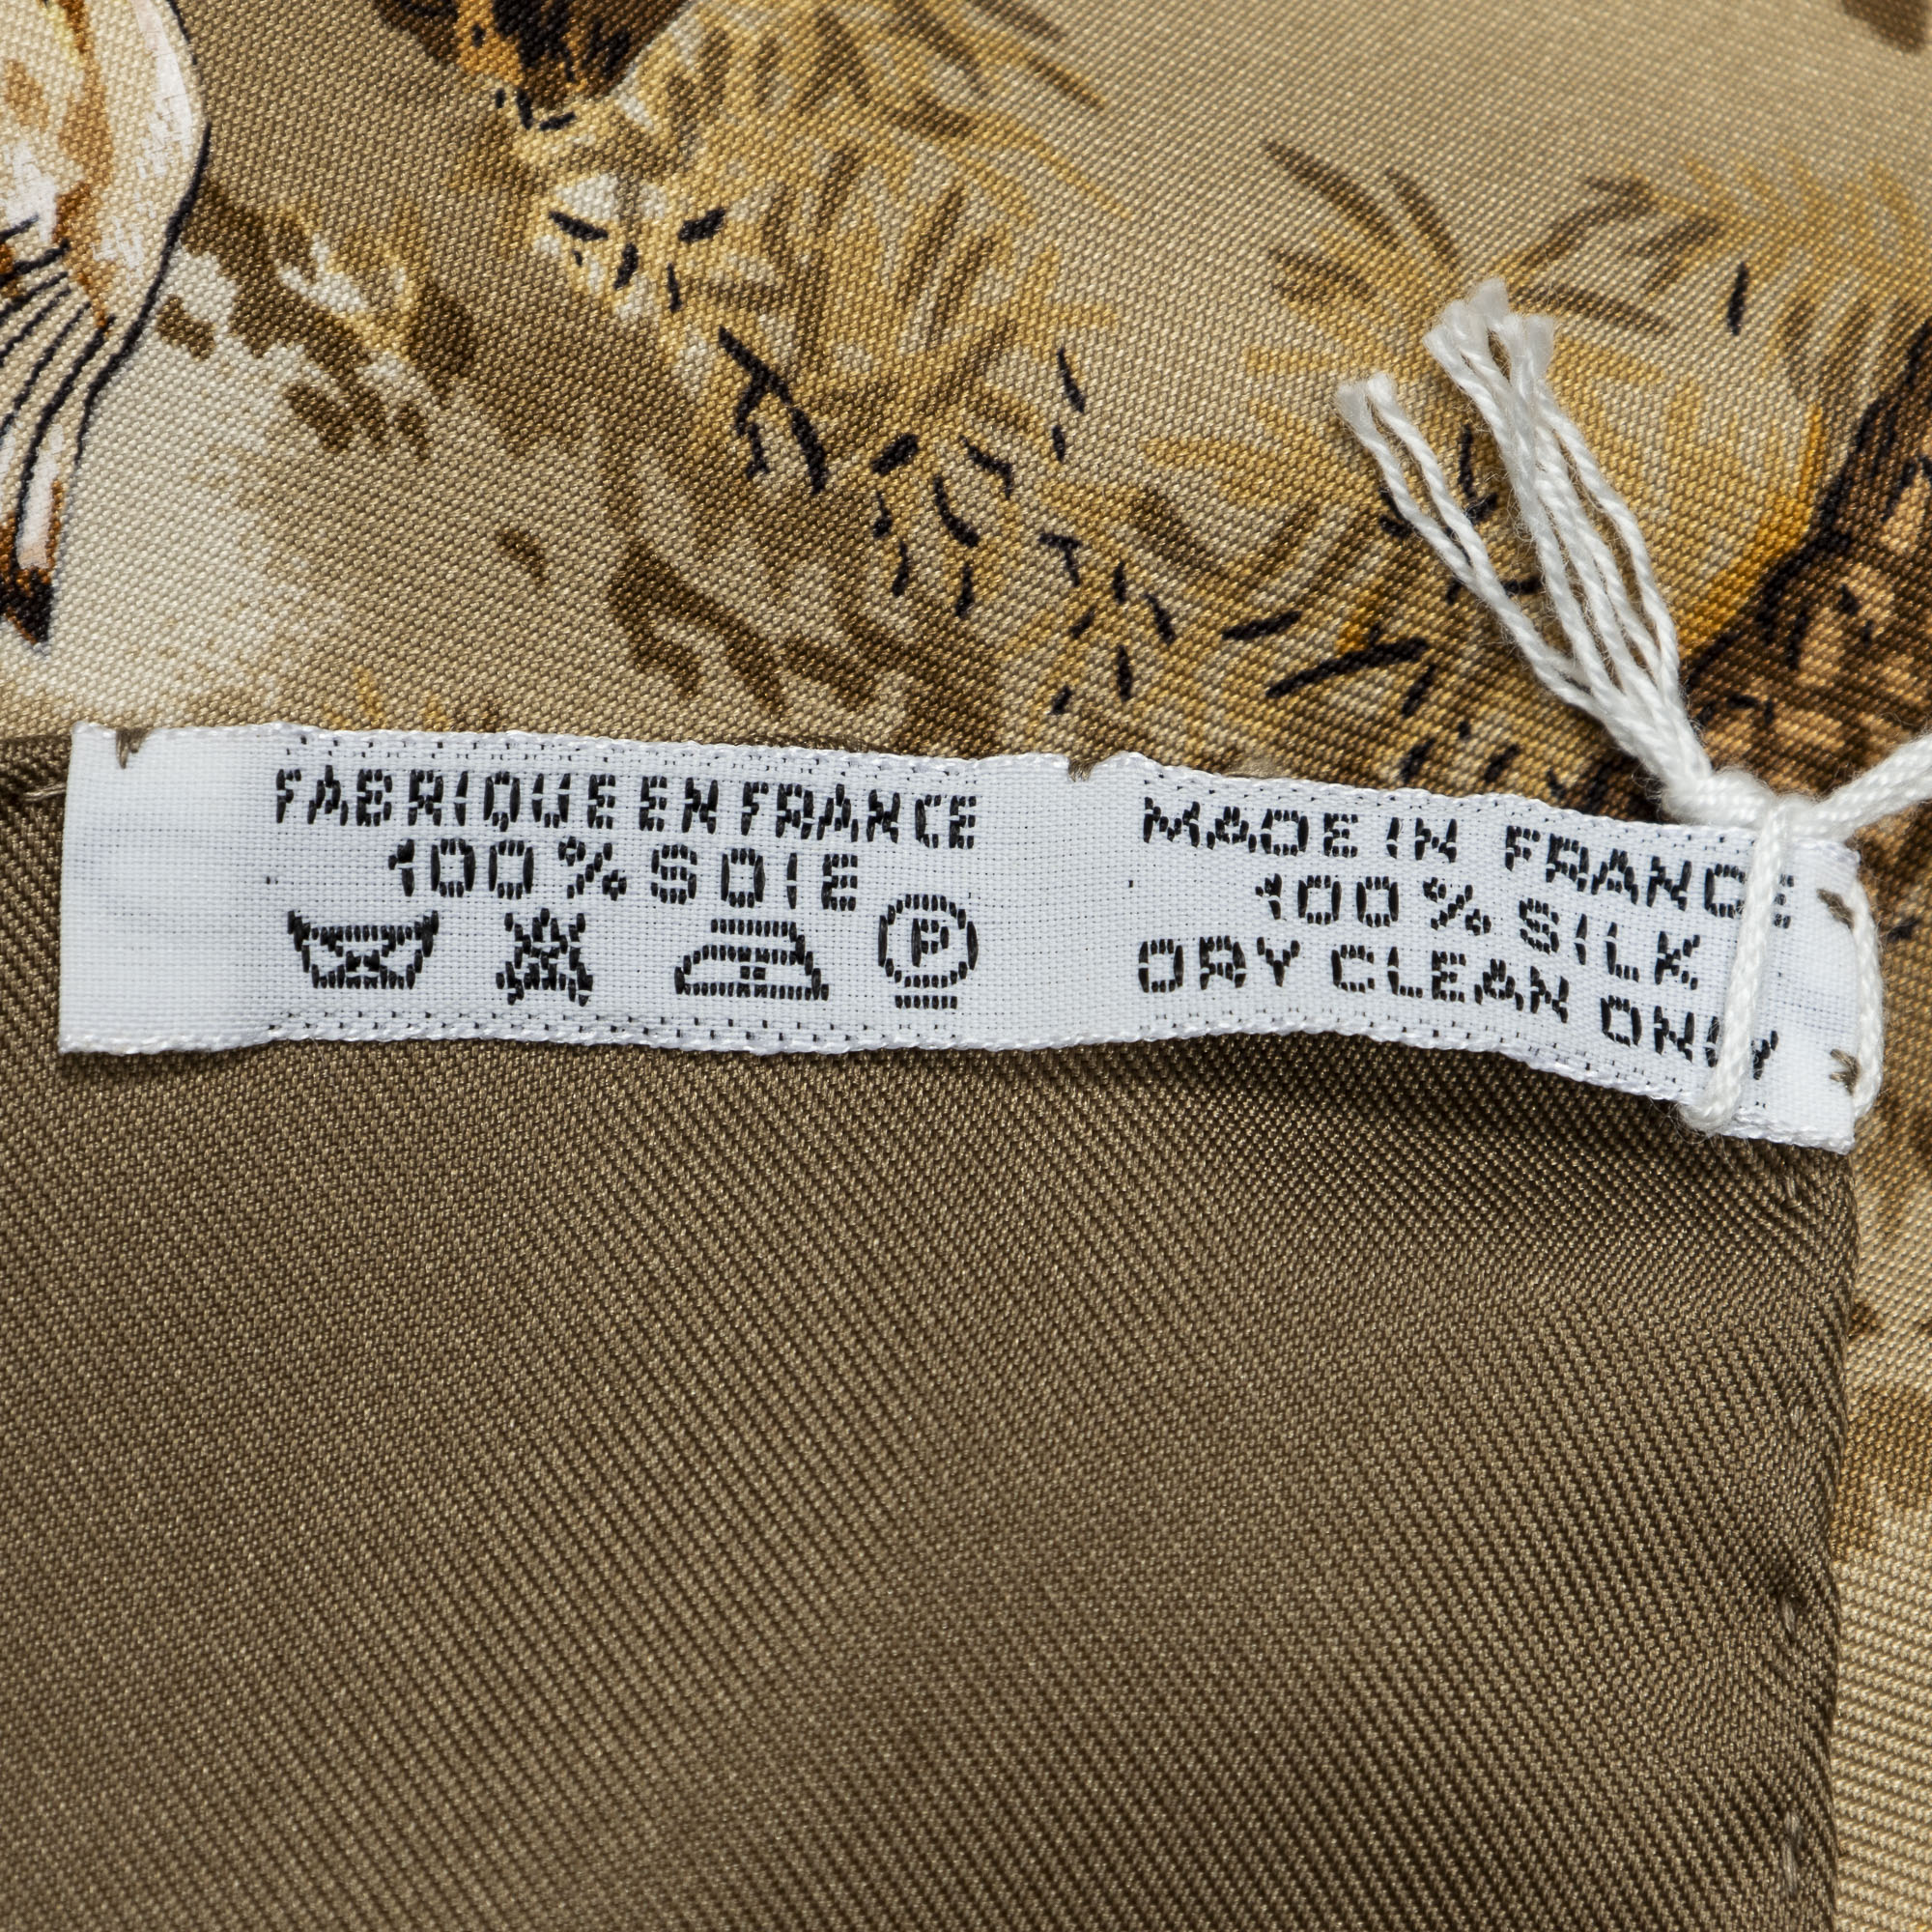 FABRIQUE EN FRANCE
100% SOIE
P
MADE IN FRANCE
100% SILK
DRY CLEAN ONLY